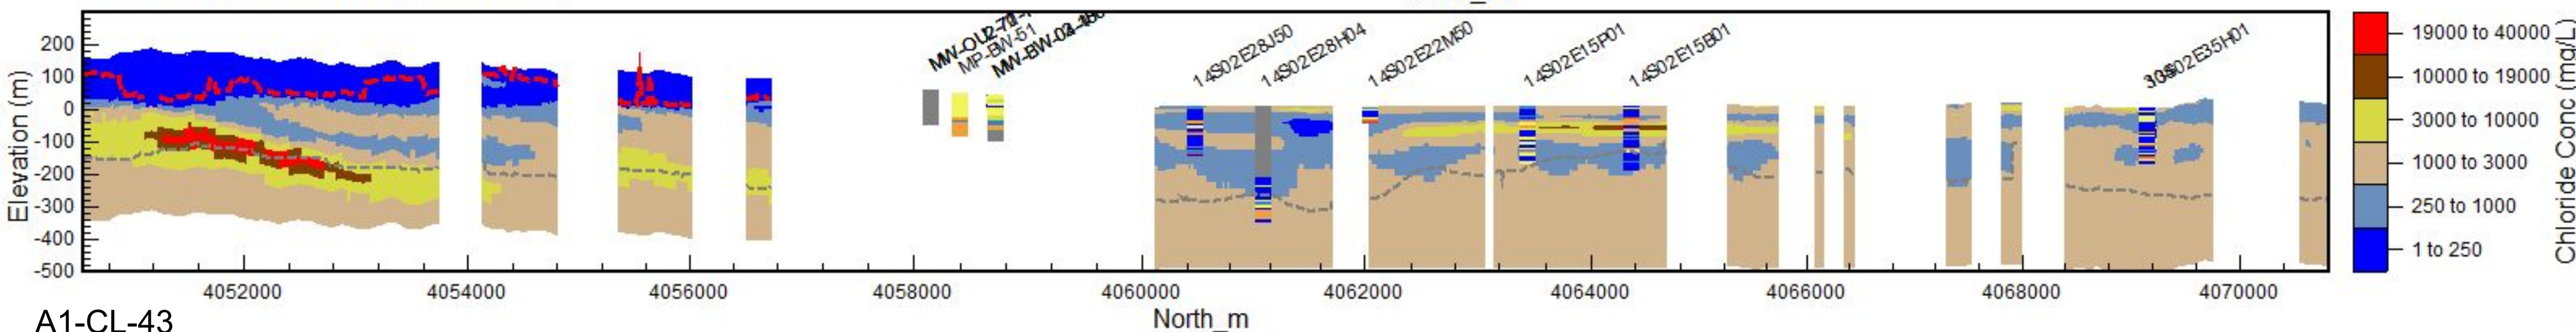 14S02E28J50
14S02E28H04
14S02E22M50
14S02E15P01
14S02E15B01
MP-BW-51
200
100
0
-100
-200
-300
-400
-500
Elevation (m)
4052000
4054000
4056000
4058000
4060000
4062000
4064000
4066000
4068000
4070000
North_m
A1-CL-43
19000 to 40000
10000 to 19000
3000 to 10000
1000 to 3000
250 to 1000
1 to 250
Chloride Conc (mg/L)